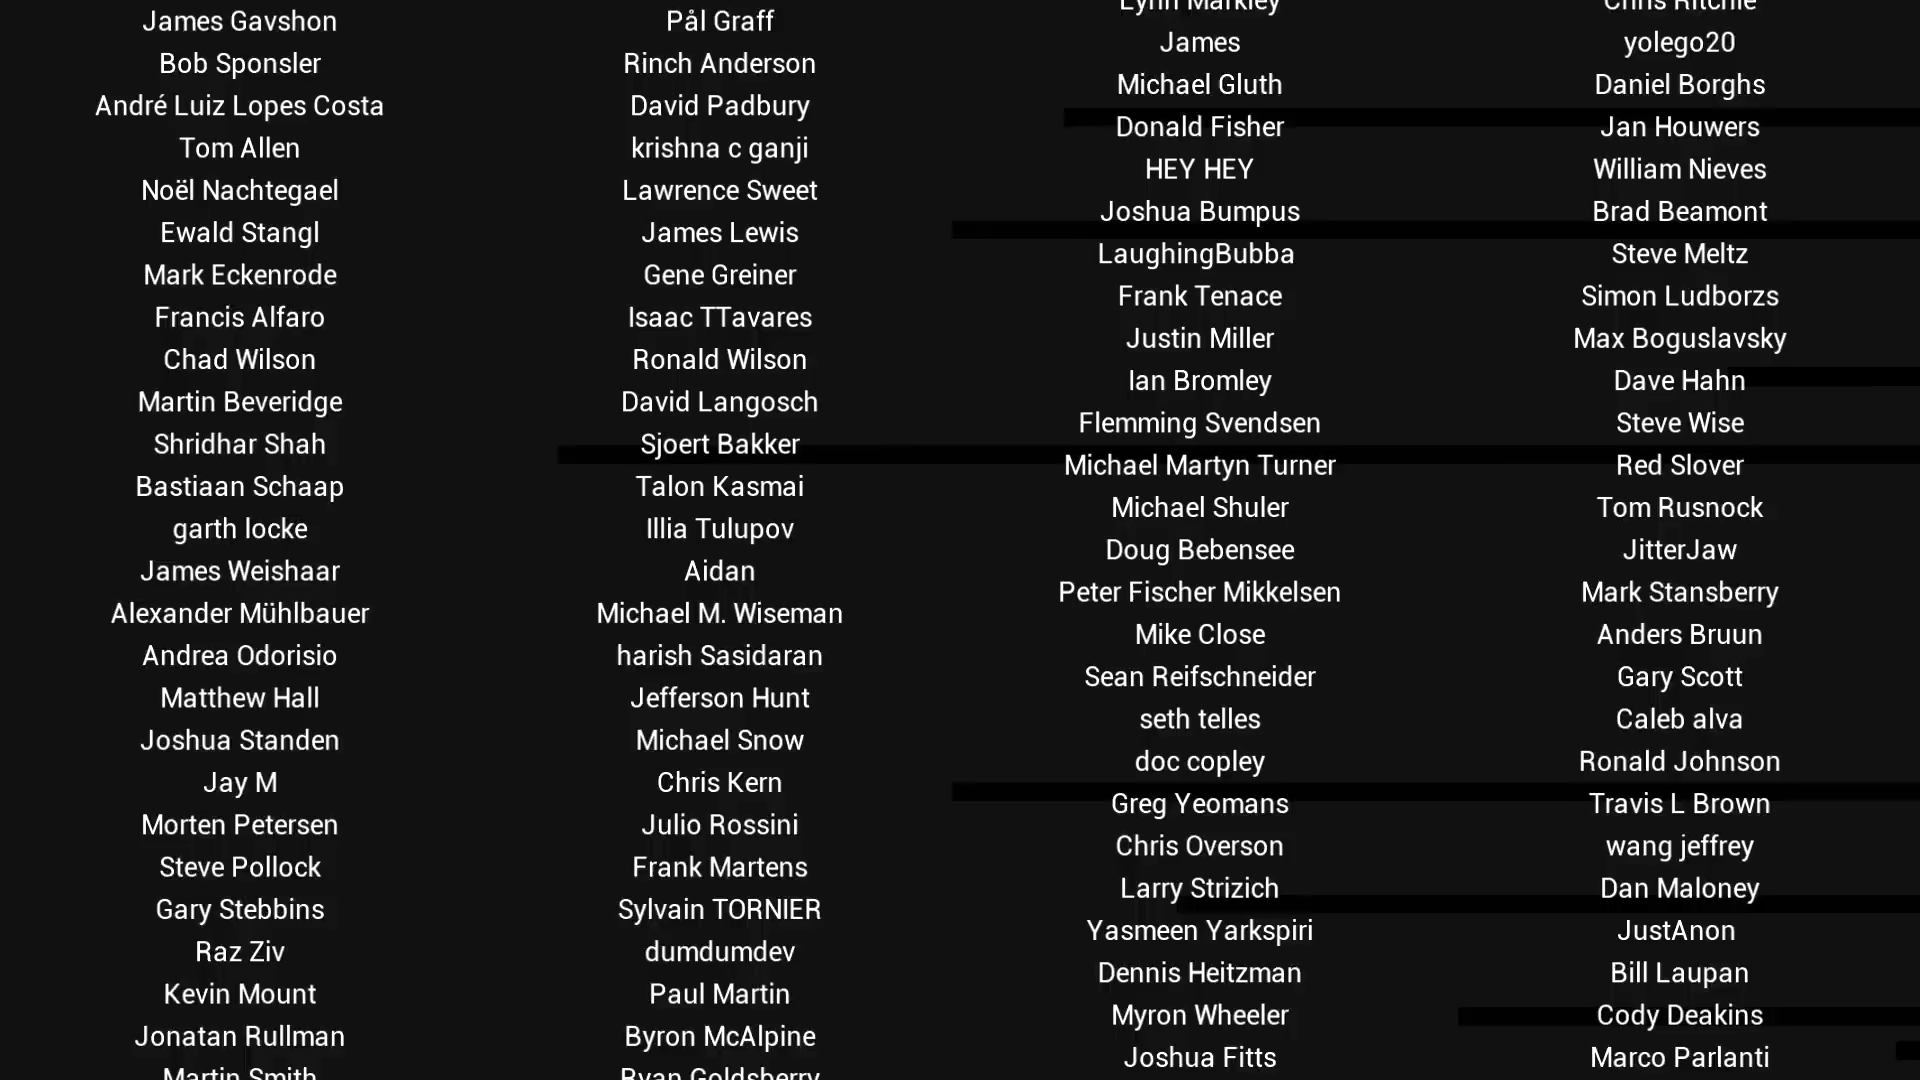 James Gavshon
Bob Sponsler
André Luiz Lopes Costa
Tom Allen
Noël Nachtegael
Ewald Stangl
Mark Eckenrode
Francis Alfaro
Chad Wilson
Martin Beveridge
Shridhar Shah
Bastiaan Schaap
garth locke
James Weishaar
Alexander Mühlbauer
Andrea Odorisio
Matthew Hall
Joshua Standen
Jay M
Morten Petersen
Steve Pollock
Gary Stebbins
Raz Ziv
Kevin Mount
Jonatan Rullman
Martin Smith
Pål Graff
Rinch Anderson
David Padbury
krishna c ganji
Lawrence Sweet
James Lewis
Gene Greiner
Isaac TTavares
Ronald Wilson
David Langosch
Sjoert Bakker
Talon Kasmai
Illia Tulupov
Aidan
Michael M. Wiseman
harish Sasidaran
Jefferson Hunt
Michael Snow
Chris Kern
Julio Rossini
Frank Martens
Sylvain TORNIER
dumdumdev
Paul Martin
Byron McAlpine
Ryan Goldsberry
Lynn Markley
James
Michael Gluth
Donald Fisher
HEY HEY
Joshua Bumpus
LaughingBubba
Frank Tenace
Justin Miller
Ian Bromley
Flemming Svendsen
Michael Martyn Turner
Michael Shuler
Doug Bebensee
Peter Fischer Mikkelsen
Mike Close
Sean Reifschneider
seth telles
doc copley
Greg Yeomans
Chris Overson
Larry Strizich
Yasmeen Yarkspiri
Dennis Heitzman
Myron Wheeler
Joshua Fitts
Chris Ritchie
yolego20
Daniel Borghs
Jan Houwers
William Nieves
Brad Beamont
Steve Meltz
Simon Ludborzs
Max Boguslavsky
Dave Hahn
Steve Wise
Red Slover
Tom Rusnock
JitterJaw
Mark Stansberry
Anders Bruun
Gary Scott
Caleb alva
Ronald Johnson
Travis L Brown
wang jeffrey
Dan Maloney
JustAnon
Bill Laupan
Cody Deakins
Marco Parlanti